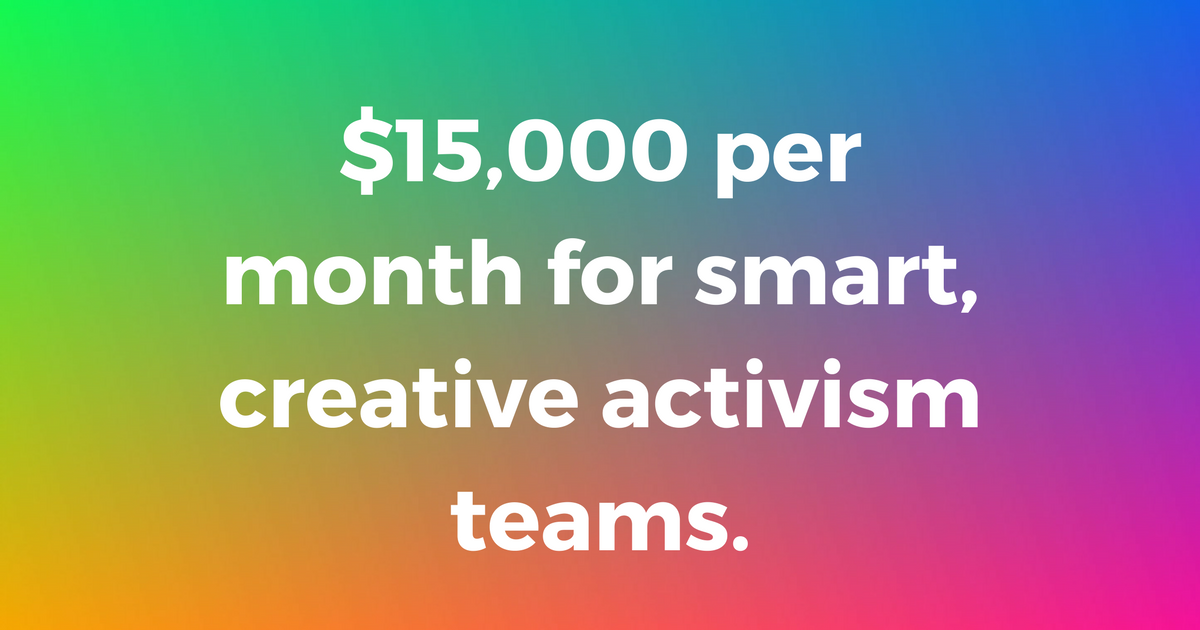 $15,000 per
month for smart,
creative activism
teams.